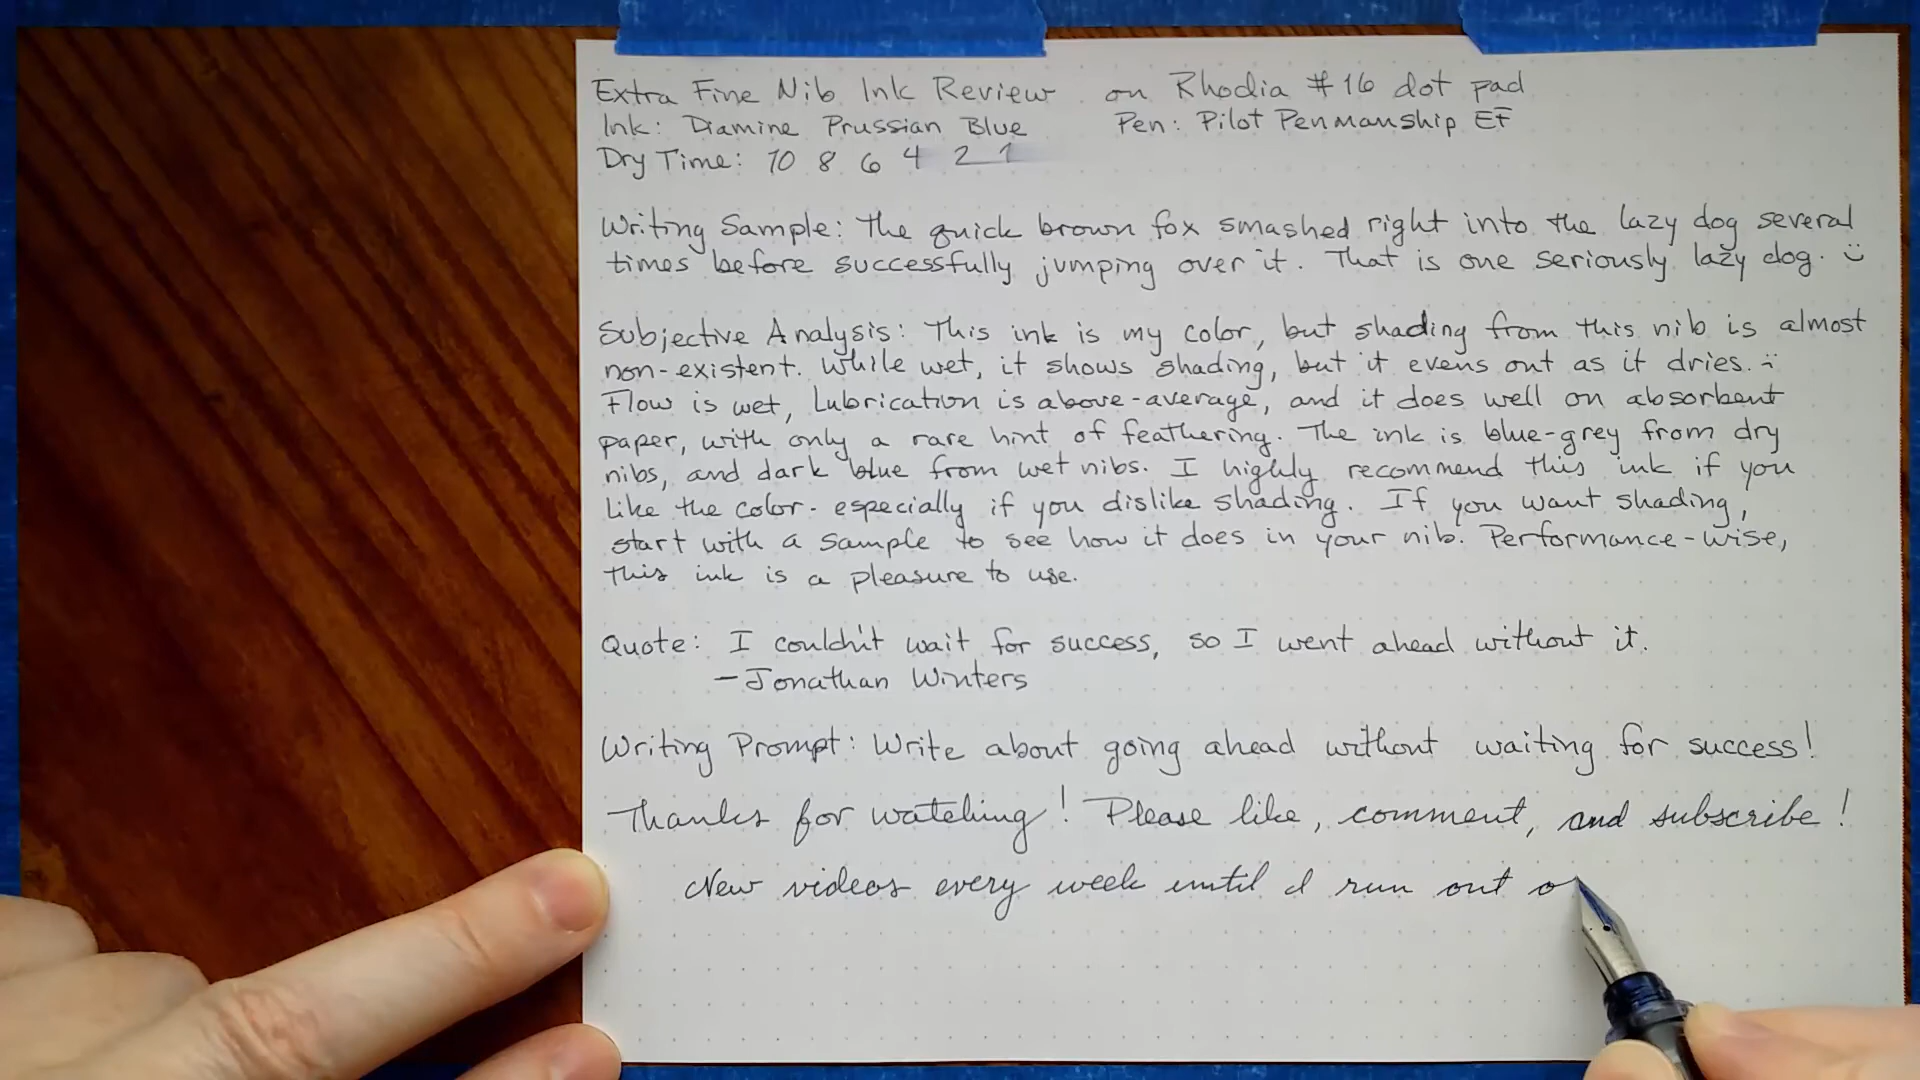 Extra Fine Nib Ink Review on Rhodia #16 dot pad
Ink: Diamine Prussian Blue Pen: Pilot Penmanship EF
Dry Time: 10 8 6 4 2 1
Writing Sample: The quick brown fox smashed right into the lazy dog several
times before successfully jumping over it. That is one seriously lazy dog. :)
Subjective Analysis: This ink is my color, but shading from this nib is almost
non-existent. While wet, it shows shading, but it evens out as it dries. :(
Flow is wet, Lubrication is above-average, and it does well on absorbent
paper, with only a rare hint of feathering. The ink is blue-grey from dry
nibs, and dark blue from wet nibs. I highly recommend this ink if you
like the color - especially if you dislike shading. If you want shading,
start with a sample to see how it does in your nib. Performance-wise,
this ink is a pleasure to use.
Quote: I couldn't wait for success, so I went ahead without it.
- Jonathan Winters
Writing Prompt: Write about going ahead without waiting for success!
Thanks for watching! Please like, comment, and subscribe!
New videos every week until I run out o